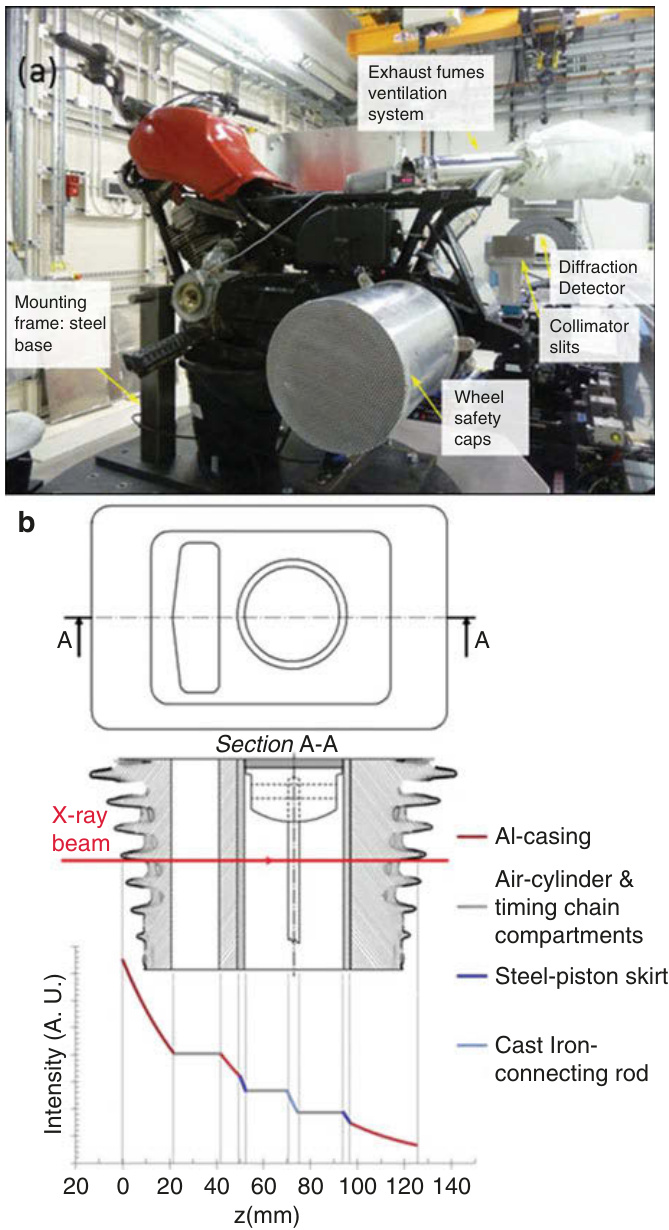 (a)
Exhaust fumes
ventilation
system
Diffraction
Detector
Collimator
slits
Mounting
frame: steel
base
Wheel
safety
caps
b
A
A
Section A-A
X-ray
beam
Al-casing
Air-cylinder &
timing chain
compartments
Steel-piston skirt
Cast Iron-
connecting rod
Intensity (A. U.)
20 0 20 40 60 80 100 120 140
z(mm)